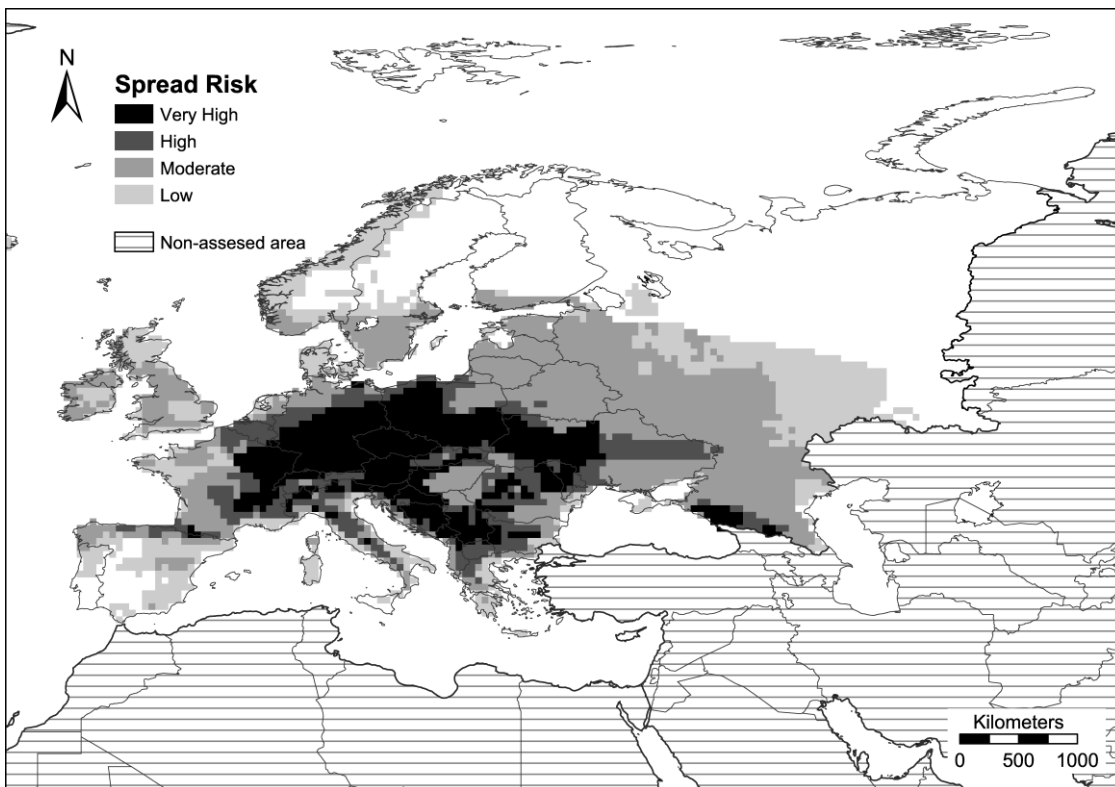 N
Spread Risk
Very High
High
Moderate
Low
Non-assesed area
Kilometers
0 500 1000